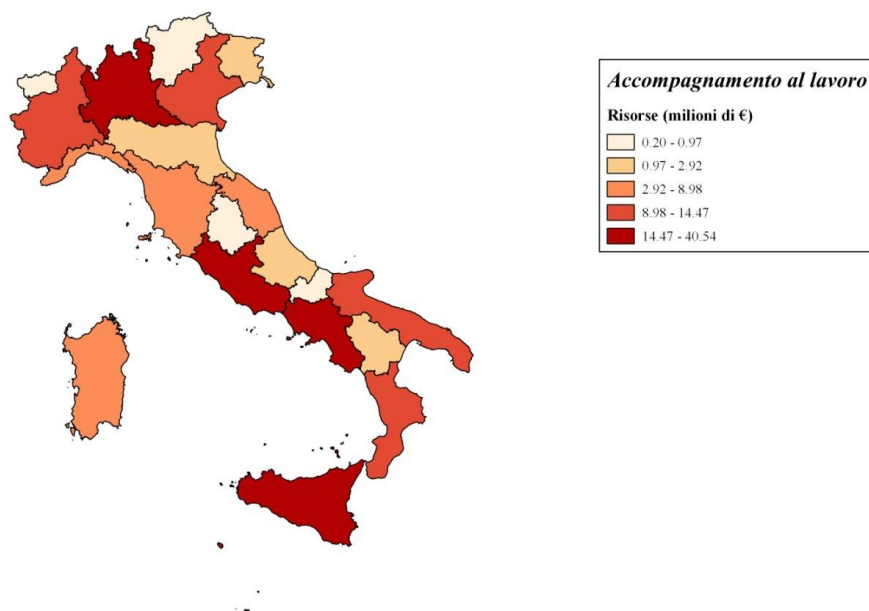 Accompagnamento al lavoro
Risorse (milioni di €)
0.20 - 0.97
0.97 - 2.92
2.92 - 8.98
8.98 - 14.47
14.47 - 40.54